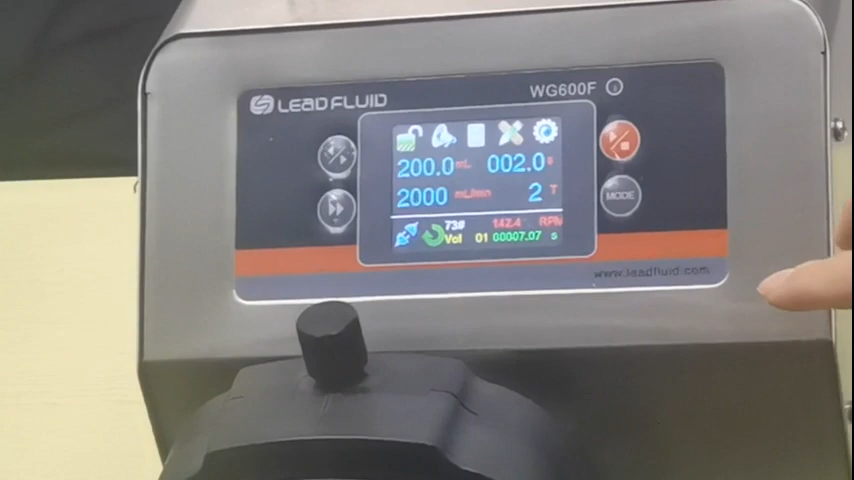 LEAD FLUID
WG600F
200.0 mL 002.0 s
2000 mL/min 2 T
73# 142.4 RPM
Vol 01 00007.07 s
MODE
www.leadfluid.com